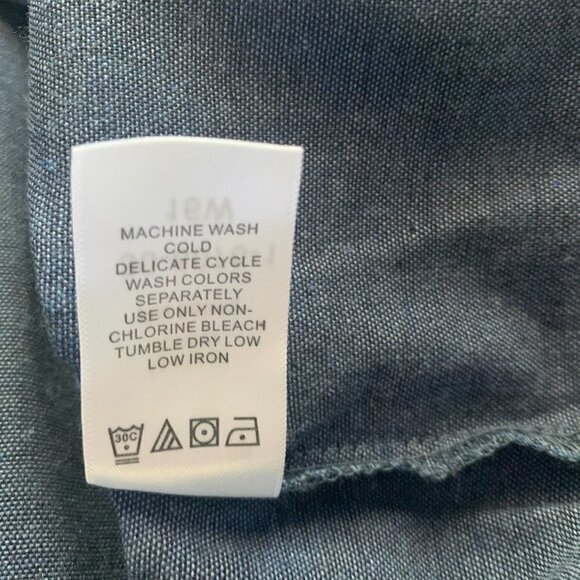 16W
MACHINE WASH
COLD
DELICATE CYCLE
WASH COLORS
SEPARATELY
USE ONLY NON-
CHLORINE BLEACH
TUMBLE DRY LOW
LOW IRON
30C